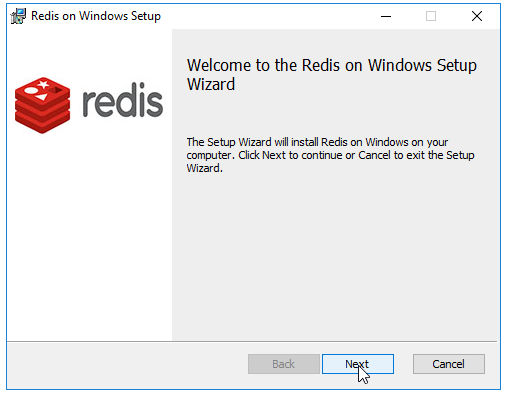 Redis on Windows Setup
redis
Welcome to the Redis on Windows Setup
Wizard
The Setup Wizard will install Redis on Windows on your
computer. Click Next to continue or Cancel to exit the Setup
Wizard.
Back Next Cancel